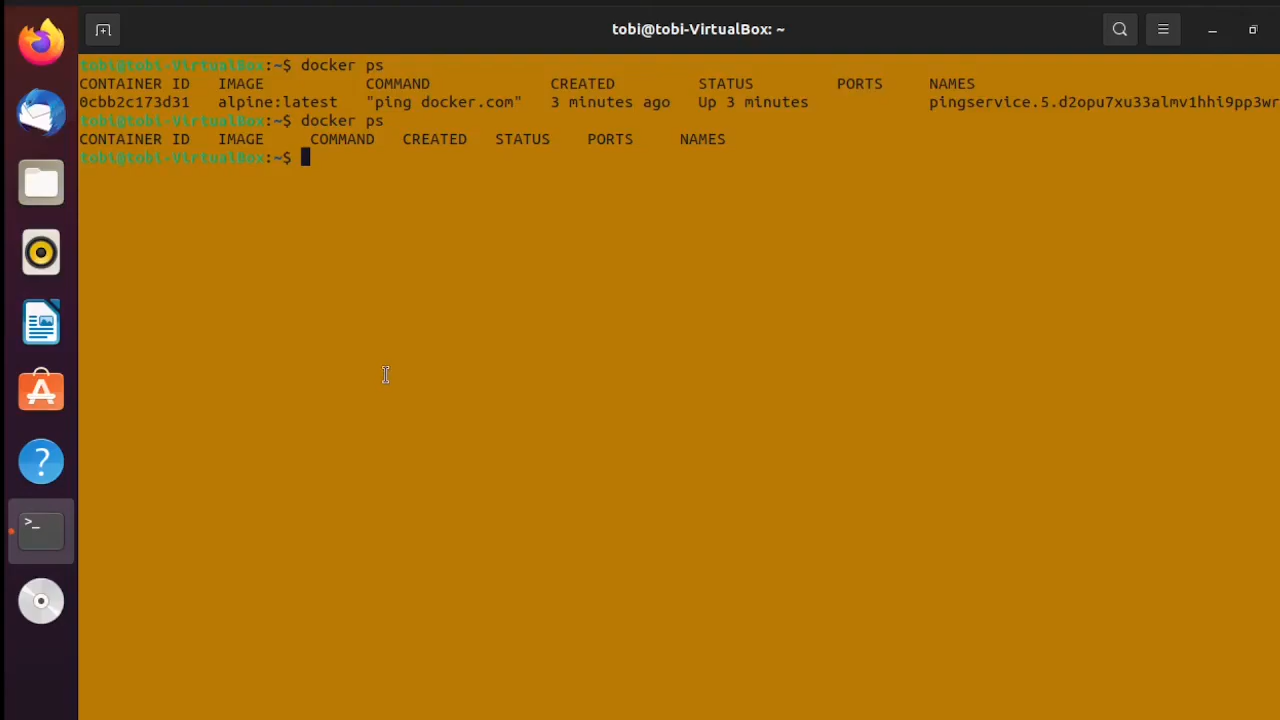 tobi@tobi-VirtualBox: ~
tobi@tobi-VirtualBox:~$ docker ps
CONTAINER ID   IMAGE           COMMAND             CREATED         STATUS         PORTS     NAMES
0cbb2c173d31   alpine:latest   "ping docker.com"   3 minutes ago   Up 3 minutes             pingservice.5.d2opu7xu33almv1hhi9pp3wr
tobi@tobi-VirtualBox:~$ docker ps
CONTAINER ID   IMAGE     COMMAND   CREATED   STATUS    PORTS     NAMES
tobi@tobi-VirtualBox:~$